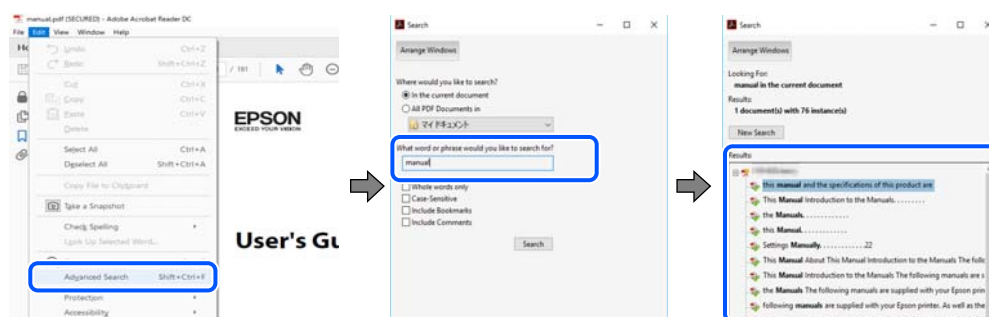 manual.pdf (SECURED) - Adobe Acrobat Reader DC
File Edit View Window Help
Undo Ctrl+Z
Redo Shift+Ctrl+Z
Cut Ctrl+X
Copy Ctrl+C
Paste Ctrl+V
Delete
Select All Ctrl+A
Deselect All Shift+Ctrl+A
Copy File to Clipboard
Take a Snapshot
Check Spelling
Look Up Selected Word...
Advanced Search Shift+Ctrl+F
Protection
Accessibility
/ 181
EPSON
EXCEED YOUR VISION
User's Gu
Search
Arrange Windows
Where would you like to search?
In the current document
All PDF Documents in
マイ ドキュメント
What word or phrase would you like to search for?
manual
Whole words only
Case-Sensitive
Include Bookmarks
Include Comments
Search
Search
Arrange Windows
Looking For:
manual in the current document
Results:
1 document(s) with 76 instance(s)
New Search
Results:
this manual and the specifications of this product are
This Manual Introduction to the Manuals. . . . . . . .
the Manuals. . . . . . . . . . . . .
this Manual. . . . . . . . . . . . .
Settings Manually. . . . . . . . . . . . .22
This Manual About This Manual Introduction to the Manuals The follo
This Manual Introduction to the Manuals The following manuals are s
the Manuals The following manuals are supplied with your Epson prin
following manuals are supplied with your Epson printer. As well as the